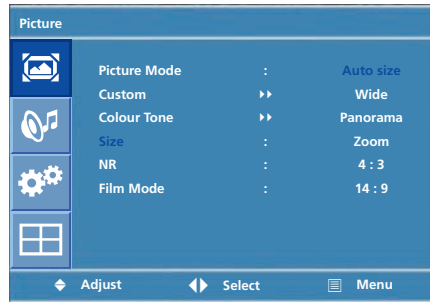 Picture
Picture Mode : Auto size
Custom Wide
Colour Tone Panorama
Size : Zoom
NR : 4 : 3
Film Mode : 14 : 9
Adjust Select Menu